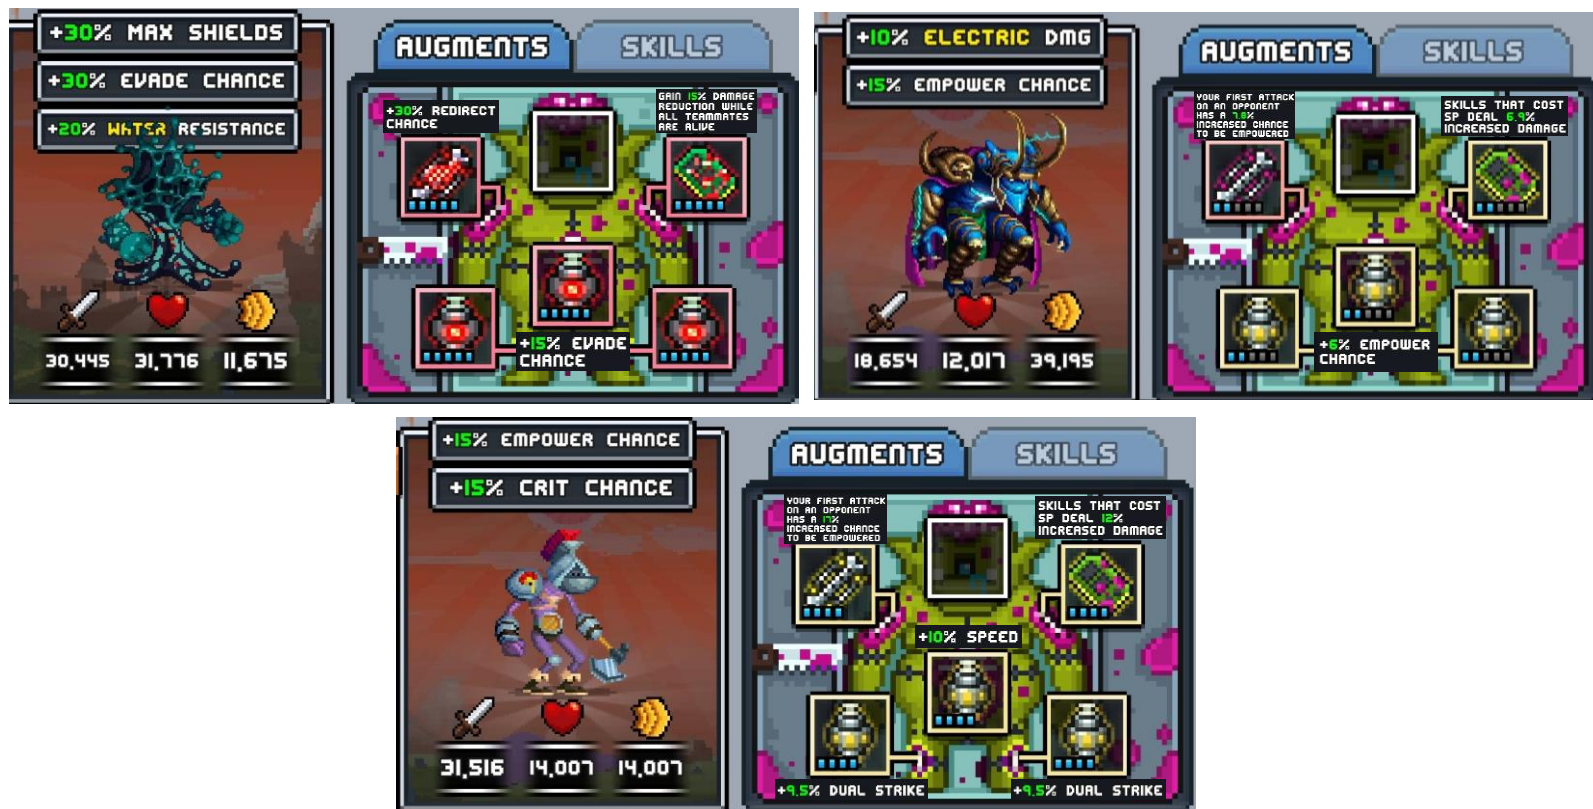 +30% MAX SHIELDS
+30% EVADE CHANCE
+20% WATER RESISTANCE
30,445 31,776 11,675
AUGMENTS SKILLS
+30% REDIRECT
CHANCE
GAIN 15% DAMAGE
REDUCTION WHILE
ALL TEAMMATES
ARE ALIVE
+15% EVADE
CHANCE
+10% ELECTRIC DMG
+15% EMPOWER CHANCE
18,654 12,017 39,195
AUGMENTS SKILLS
YOUR FIRST ATTACK
ON AN OPPONENT
HAS A 7.8%
INCREASED CHANCE
TO BE EMPOWERED
SKILLS THAT COST
SP DEAL 6.9%
INCREASED DAMAGE
+6% EMPOWER
CHANCE
+15% EMPOWER CHANCE
+15% CRIT CHANCE
31,516 14,007 14,007
AUGMENTS SKILLS
YOUR FIRST ATTACK
ON AN OPPONENT
HAS A 17%
INCREASED CHANCE
TO BE EMPOWERED
SKILLS THAT COST
SP DEAL 12%
INCREASED DAMAGE
+10% SPEED
+9.5% DUAL STRIKE
+9.5% DUAL STRIKE